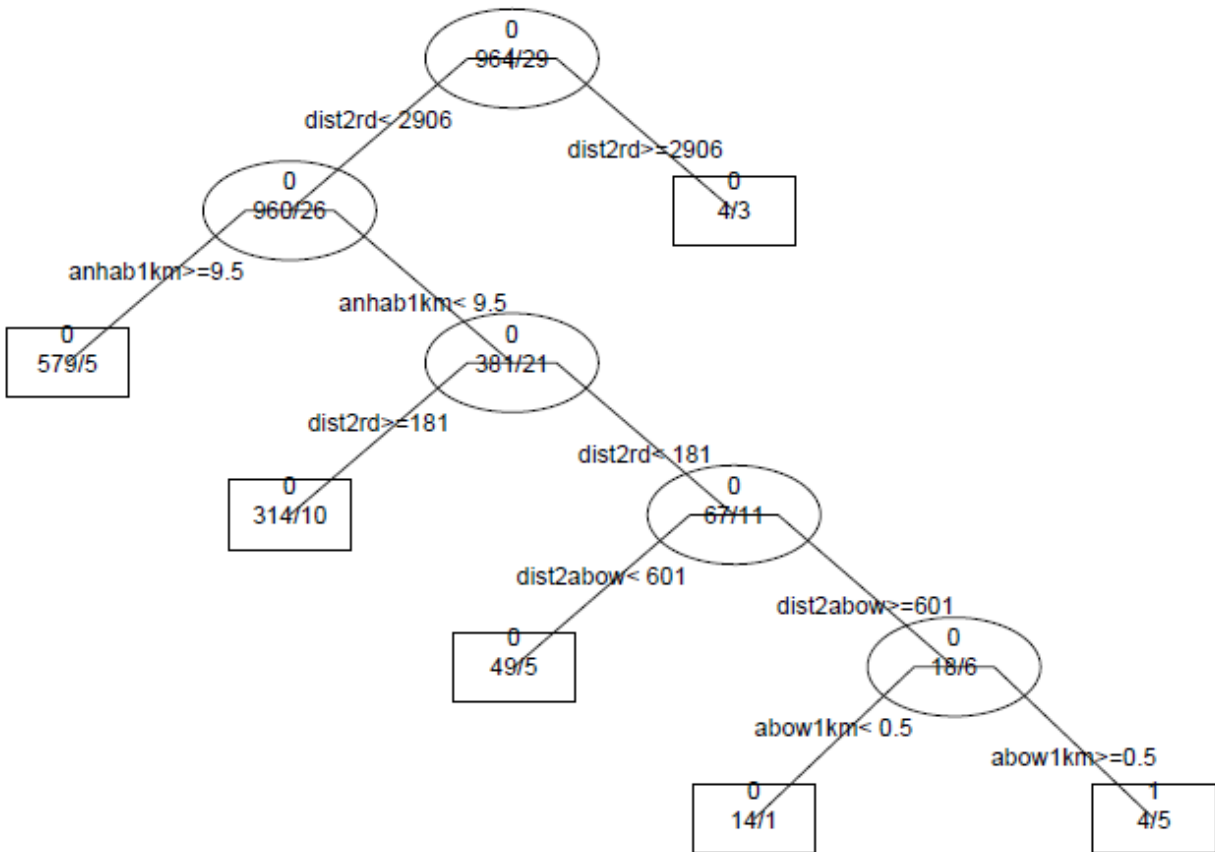 0
964/29
dist2rd< 2906
dist2rd>=2906
0
960/26
0
4/3
anhab1km>=9.5
anhab1km< 9.5
0
579/5
0
381/21
dist2rd>=181
dist2rd< 181
0
314/10
0
67/11
dist2abow< 601
dist2abow>=601
0
49/5
0
18/6
abow1km< 0.5
abow1km>=0.5
0
14/1
1
4/5